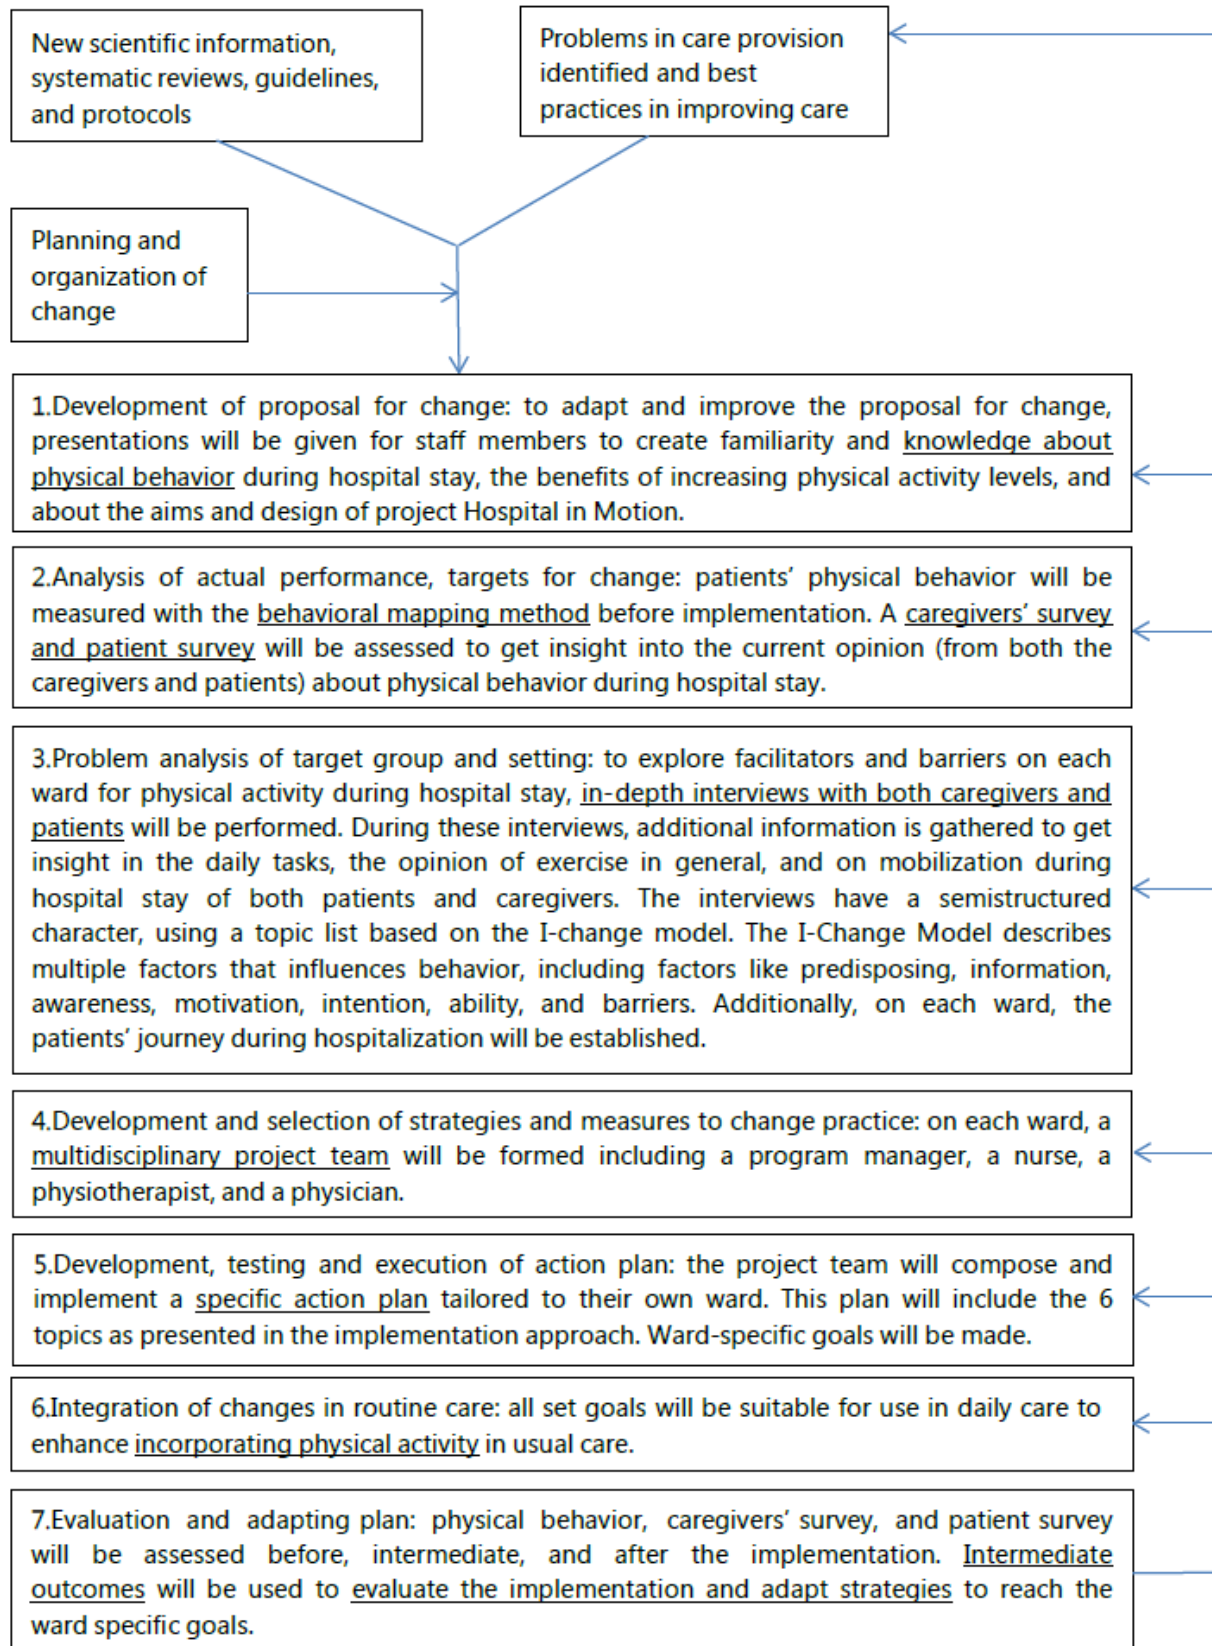 New scientific information,
systematic reviews, guidelines,
and protocols
Problems in care provision
identified and best
practices in improving care
Planning and
organization of
change
1.Development of proposal for change: to adapt and improve the proposal for change,
presentations will be given for staff members to create familiarity and knowledge about
physical behavior during hospital stay, the benefits of increasing physical activity levels, and
about the aims and design of project Hospital in Motion.
2.Analysis of actual performance, targets for change: patients’ physical behavior will be
measured with the behavioral mapping method before implementation. A caregivers’ survey
and patient survey will be assessed to get insight into the current opinion (from both the
caregivers and patients) about physical behavior during hospital stay.
3.Problem analysis of target group and setting: to explore facilitators and barriers on each
ward for physical activity during hospital stay, in-depth interviews with both caregivers and
patients will be performed. During these interviews, additional information is gathered to get
insight in the daily tasks, the opinion of exercise in general, and on mobilization during
hospital stay of both patients and caregivers. The interviews have a semistructured
character, using a topic list based on the I-change model. The I-Change Model describes
multiple factors that influences behavior, including factors like predisposing, information,
awareness, motivation, intention, ability, and barriers. Additionally, on each ward, the
patients’ journey during hospitalization will be established.
4.Development and selection of strategies and measures to change practice: on each ward, a
multidisciplinary project team will be formed including a program manager, a nurse, a
physiotherapist, and a physician.
5.Development, testing and execution of action plan: the project team will compose and
implement a specific action plan tailored to their own ward. This plan will include the 6
topics as presented in the implementation approach. Ward-specific goals will be made.
6.Integration of changes in routine care: all set goals will be suitable for use in daily care to
enhance incorporating physical activity in usual care.
7.Evaluation and adapting plan: physical behavior, caregivers’ survey, and patient survey
will be assessed before, intermediate, and after the implementation. Intermediate
outcomes will be used to evaluate the implementation and adapt strategies to reach the
ward specific goals.